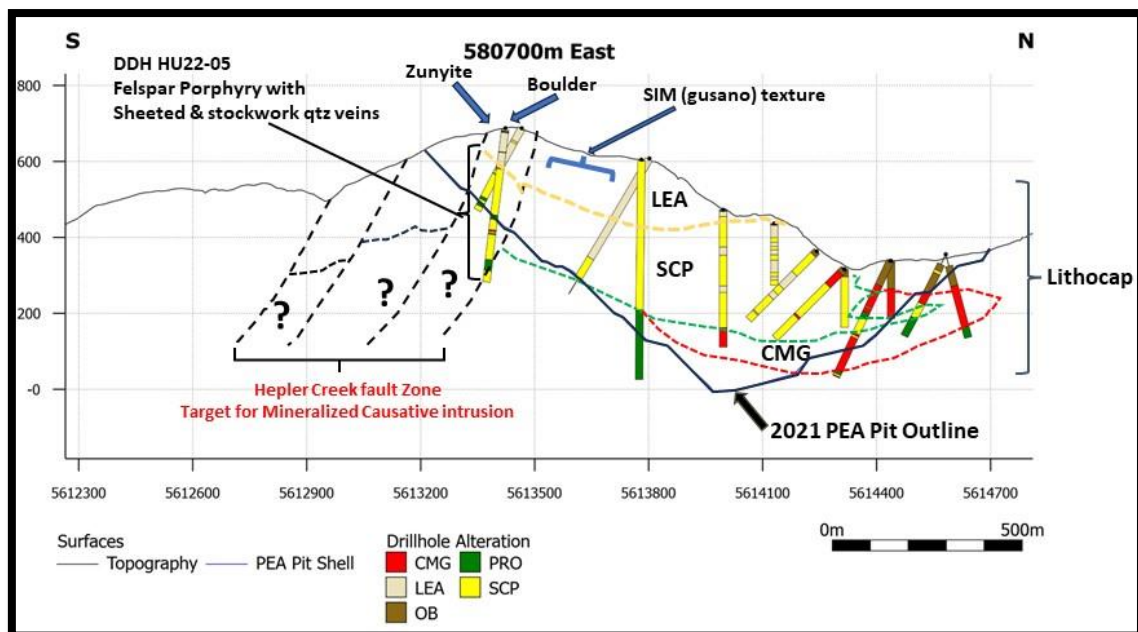 S
N
580700m East
DDH HU22-05
Felspar Porphyry with
Sheeted & stockwork qtz veins
Zunyite
Boulder
SIM (gusano) texture
800
600
400
200
-0
LEA
SCP
CMG
Lithocap
?
?
?
Hepler Creek fault Zone
Target for Mineralized Causative intrusion
2021 PEA Pit Outline
5612300
5612600
5612900
5613200
5613500
5613800
5614100
5614400
5614700
Surfaces
Topography
PEA Pit Shell
Drillhole Alteration
CMG
PRO
LEA
SCP
OB
0m
500m